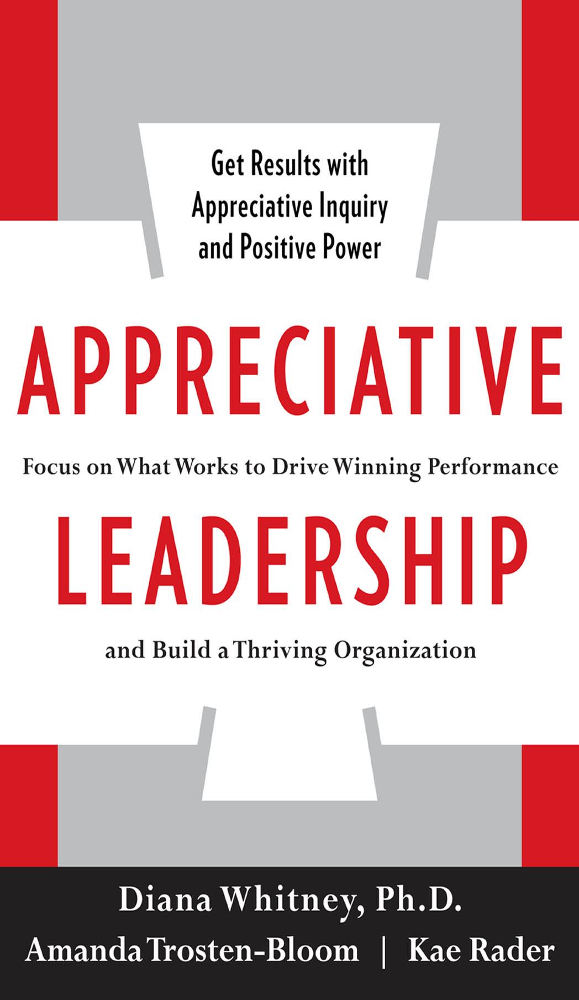 Get Results with
Appreciative Inquiry
and Positive Power
APPRECIATIVE
Focus on What Works to Drive Winning Performance
LEADERSHIP
and Build a Thriving Organization
Diana Whitney, Ph.D.
Amanda Trosten-Bloom | Kae Rader